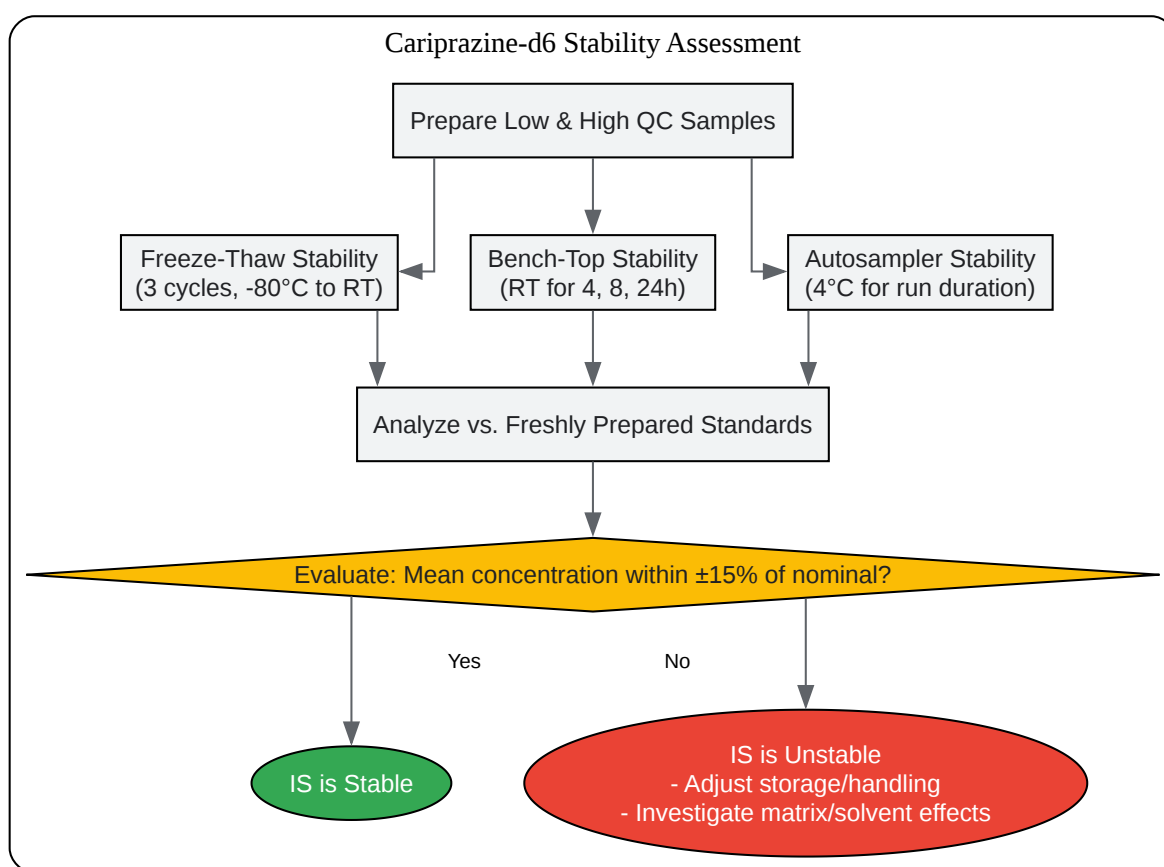 Cariprazine-d6 Stability Assessment
Prepare Low & High QC Samples
Freeze-Thaw Stability
(3 cycles, -80°C to RT)
Bench-Top Stability
(RT for 4, 8, 24h)
Autosampler Stability
(4°C for run duration)
Analyze vs. Freshly Prepared Standards
Evaluate: Mean concentration within ±15% of nominal?
Yes
No
IS is Stable
IS is Unstable
- Adjust storage/handling
- Investigate matrix/solvent effects